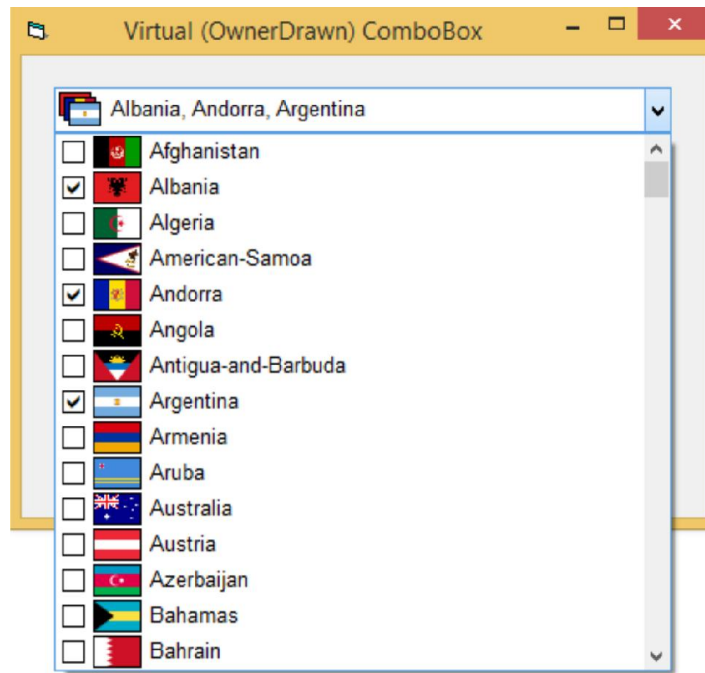 Virtual (OwnerDrawn) ComboBox
Albania, Andorra, Argentina
Afghanistan
Albania
Algeria
American-Samoa
Andorra
Angola
Antigua-and-Barbuda
Argentina
Armenia
Aruba
Australia
Austria
Azerbaijan
Bahamas
Bahrain